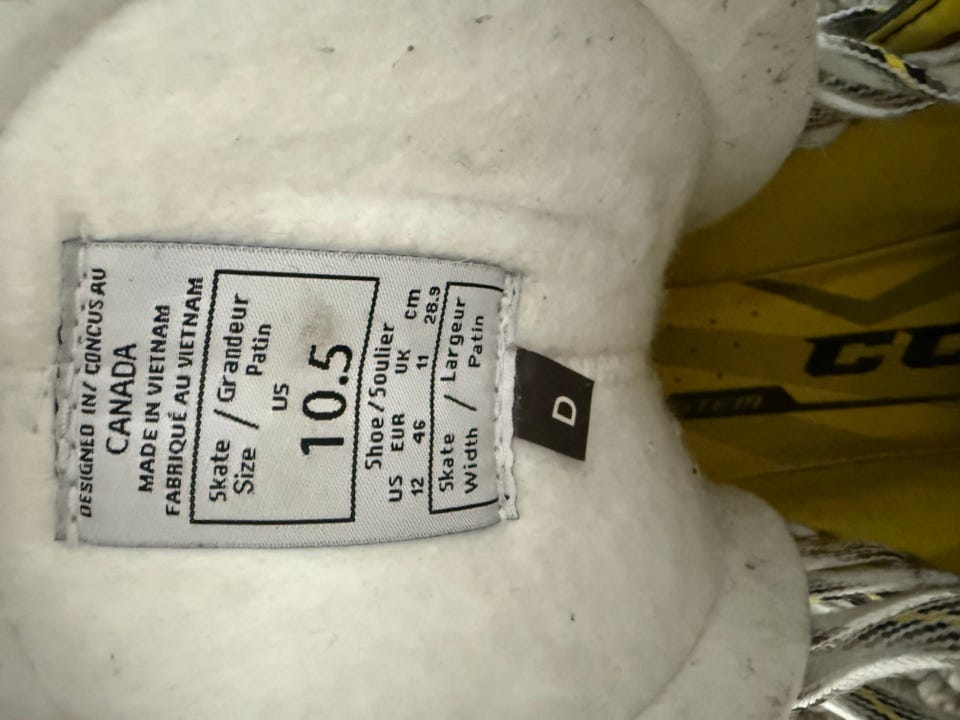 DESIGNED IN/ CONCUS AU
CANADA
MADE IN VIETNAM
FABRIQUÉ AU VIETNAM
Skate / Grandeur
Size Patin
US
10.5
Shoe/Soulier
US EUR UK cm
12 46 11 28.9
Skate / Largeur
Width Patin
D